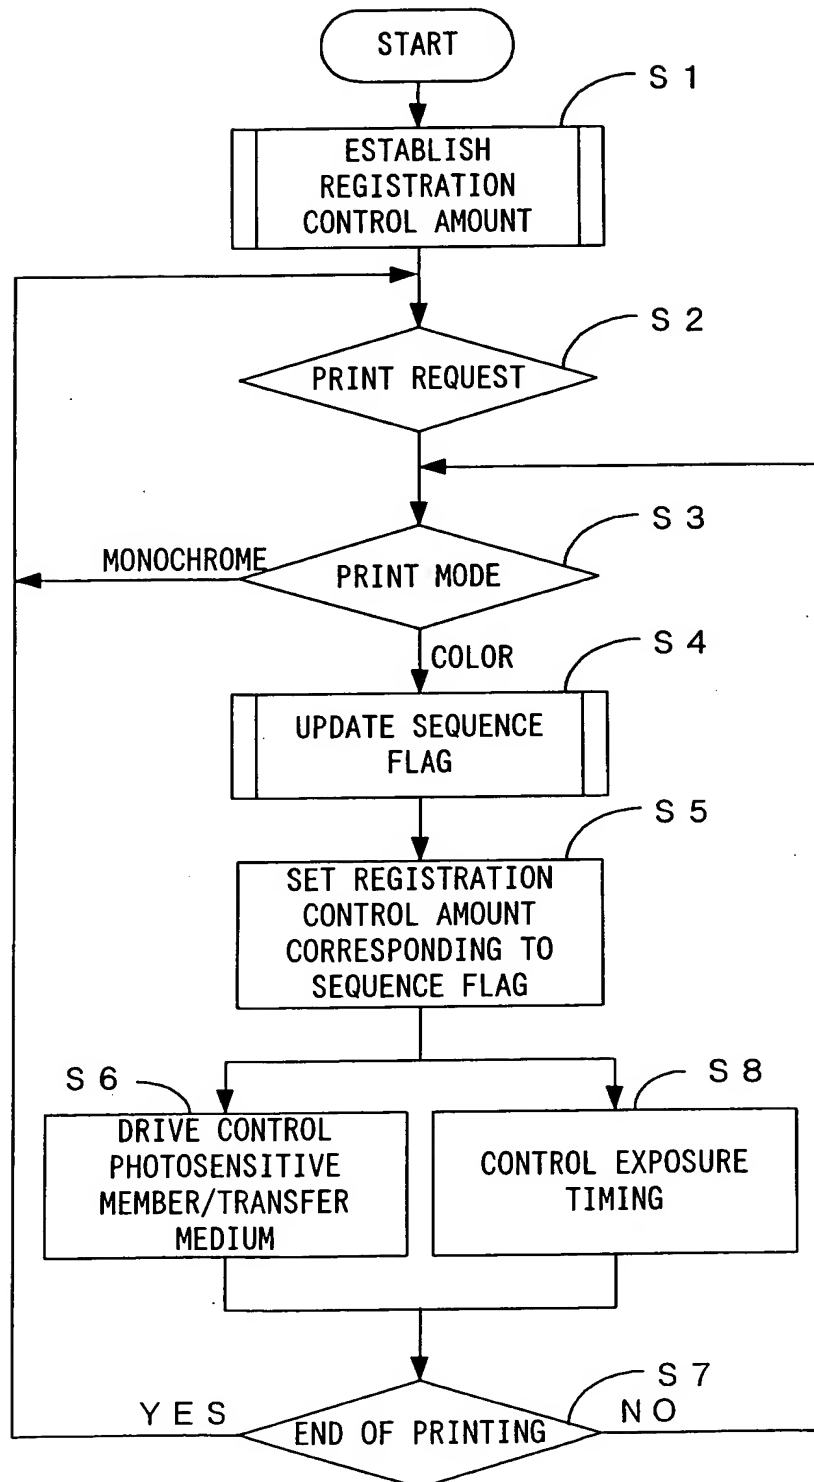 START
S 1
ESTABLISH
REGISTRATION
CONTROL AMOUNT
S 2
PRINT REQUEST
S 3
MONOCHROME
PRINT MODE
COLOR
S 4
UPDATE SEQUENCE
FLAG
S 5
SET REGISTRATION
CONTROL AMOUNT
CORRESPONDING TO
SEQUENCE FLAG
S 6
DRIVE CONTROL
PHOTOSENSITIVE
MEMBER/TRANSFER
MEDIUM
S 8
CONTROL EXPOSURE
TIMING
S 7
YES
END OF PRINTING
NO